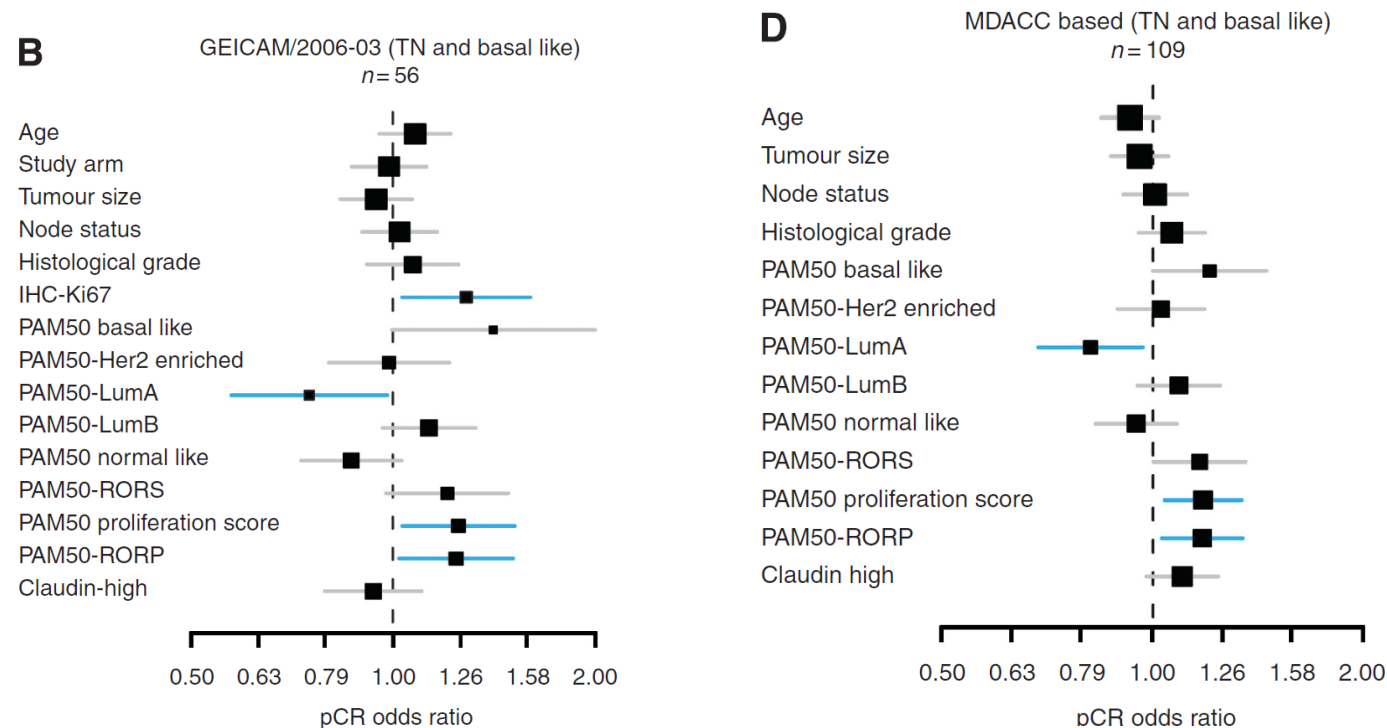 B
GEICAM/2006-03 (TN and basal like)
n = 56
Age
Study arm
Tumour size
Node status
Histological grade
IHC-Ki67
PAM50 basal like
PAM50-Her2 enriched
PAM50-LumA
PAM50-LumB
PAM50 normal like
PAM50-RORS
PAM50 proliferation score
PAM50-RORP
Claudin-high
0.50 0.63 0.79 1.00 1.26 1.58 2.00
pCR odds ratio
D
MDACC based (TN and basal like)
n = 109
Age
Tumour size
Node status
Histological grade
PAM50 basal like
PAM50-Her2 enriched
PAM50-LumA
PAM50-LumB
PAM50 normal like
PAM50-RORS
PAM50 proliferation score
PAM50-RORP
Claudin high
0.50 0.63 0.79 1.00 1.26 1.58 2.00
pCR odds ratio